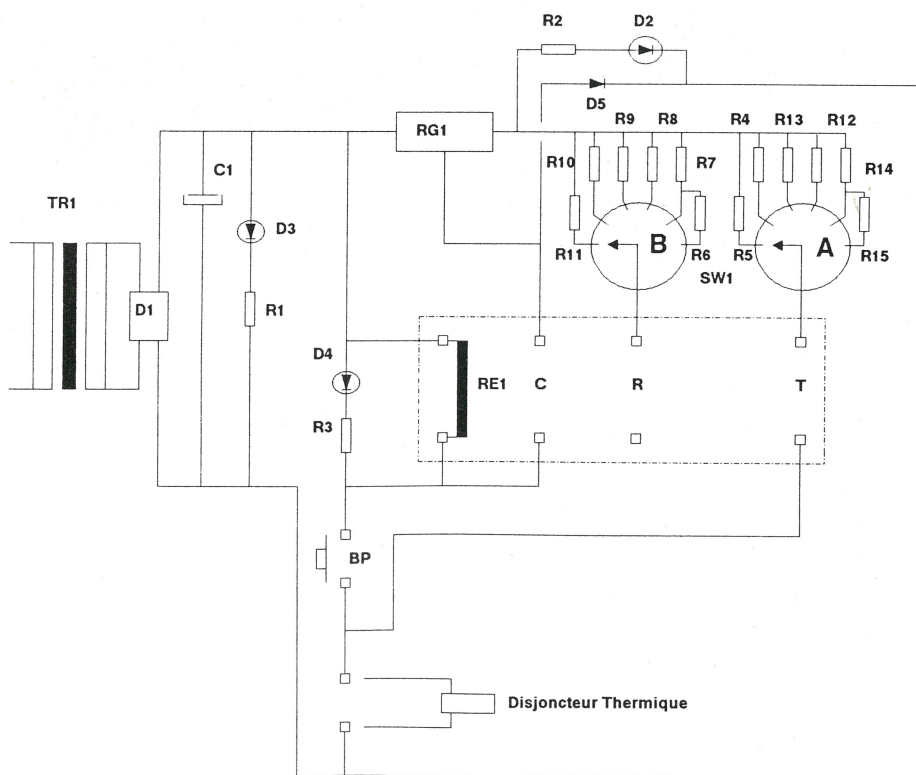 R2 D2
D5
RG1
R9 R8 R4 R13 R12
R10 R7 R14
C1
TR1
D3
B A
R11 R6 R5 R15
SW1
D1 R1
D4
RE1 C R T
R3
BP
Disjoncteur Thermique